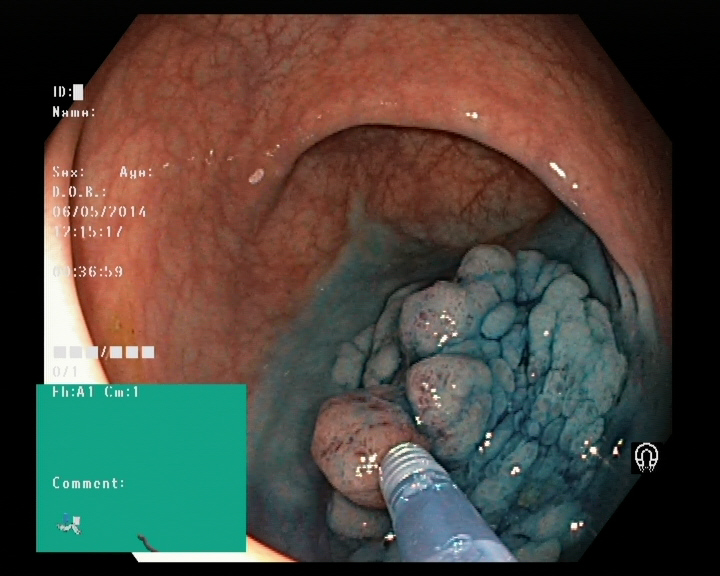 ID:
Name:
Sex: Age:
D.O.B.:
06/05/2014
12:15:17
00:36:59
/
0/1
Eh:A1 Cm:1
Comment: